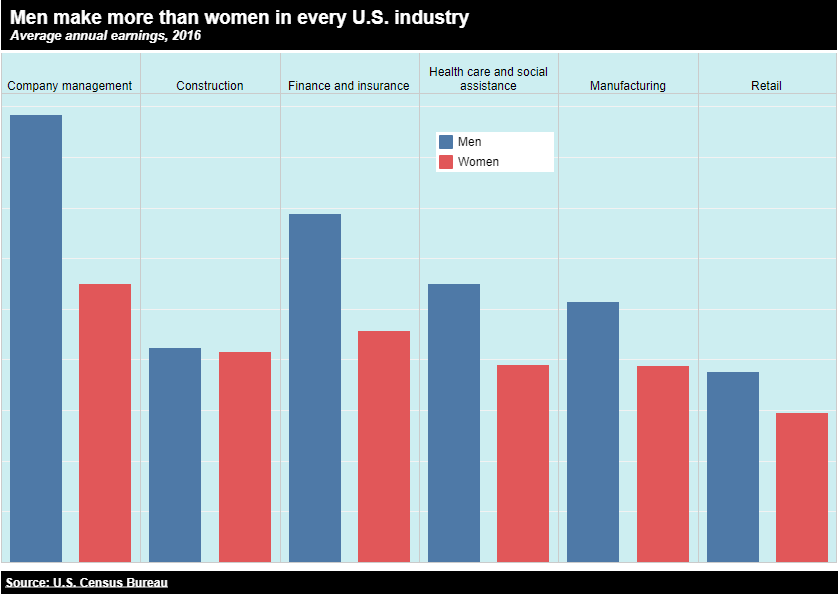 Men make more than women in every U.S. industry
Average annual earnings, 2016
Company management
Construction
Finance and insurance
Health care and social
assistance
Manufacturing
Retail
Men
Women
Source: U.S. Census Bureau